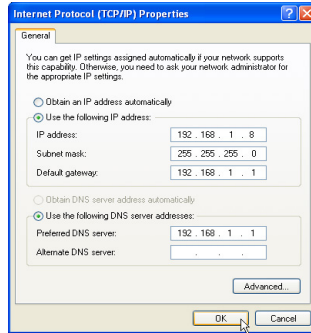 Internet Protocol (TCP/IP) Properties
General
You can get IP settings assigned automatically if your network supports
this capability. Otherwise, you need to ask your network administrator for
the appropriate IP settings.
Obtain an IP address automatically
Use the following IP address:
IP address: 192 . 168 . 1 . 8
Subnet mask: 255 . 255 . 255 . 0
Default gateway: 192 . 168 . 1 . 1
Obtain DNS server address automatically
Use the following DNS server addresses:
Preferred DNS server: 192 . 168 . 1 . 1
Alternate DNS server: . . .
Advanced...
OK Cancel